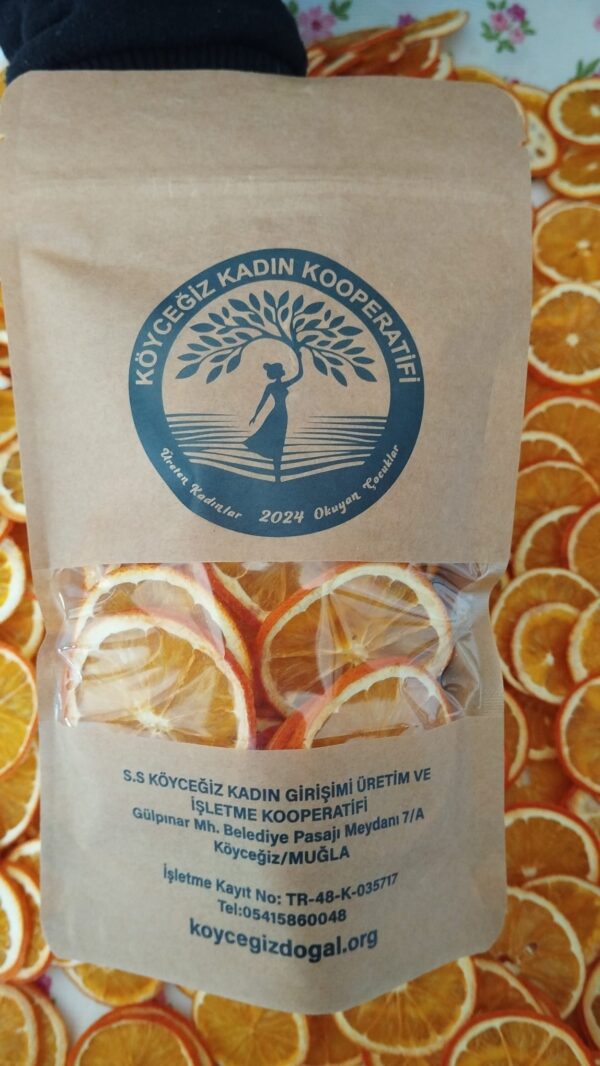 KÖYCEĞİZ KADIN KOOPERATİFİ
Üreten Kadınlar 2024 Okuyan Çocuklar
S.S KÖYCEĞİZ KADIN GİRİŞİMİ ÜRETİM VE
İŞLETME KOOPERATİFİ
Gülpınar Mh. Belediye Pasajı Meydanı 7/A
Köyceğiz/MUĞLA
İşletme Kayıt No: TR-48-K-035717
Tel:05415860048
koycegizdogal.org